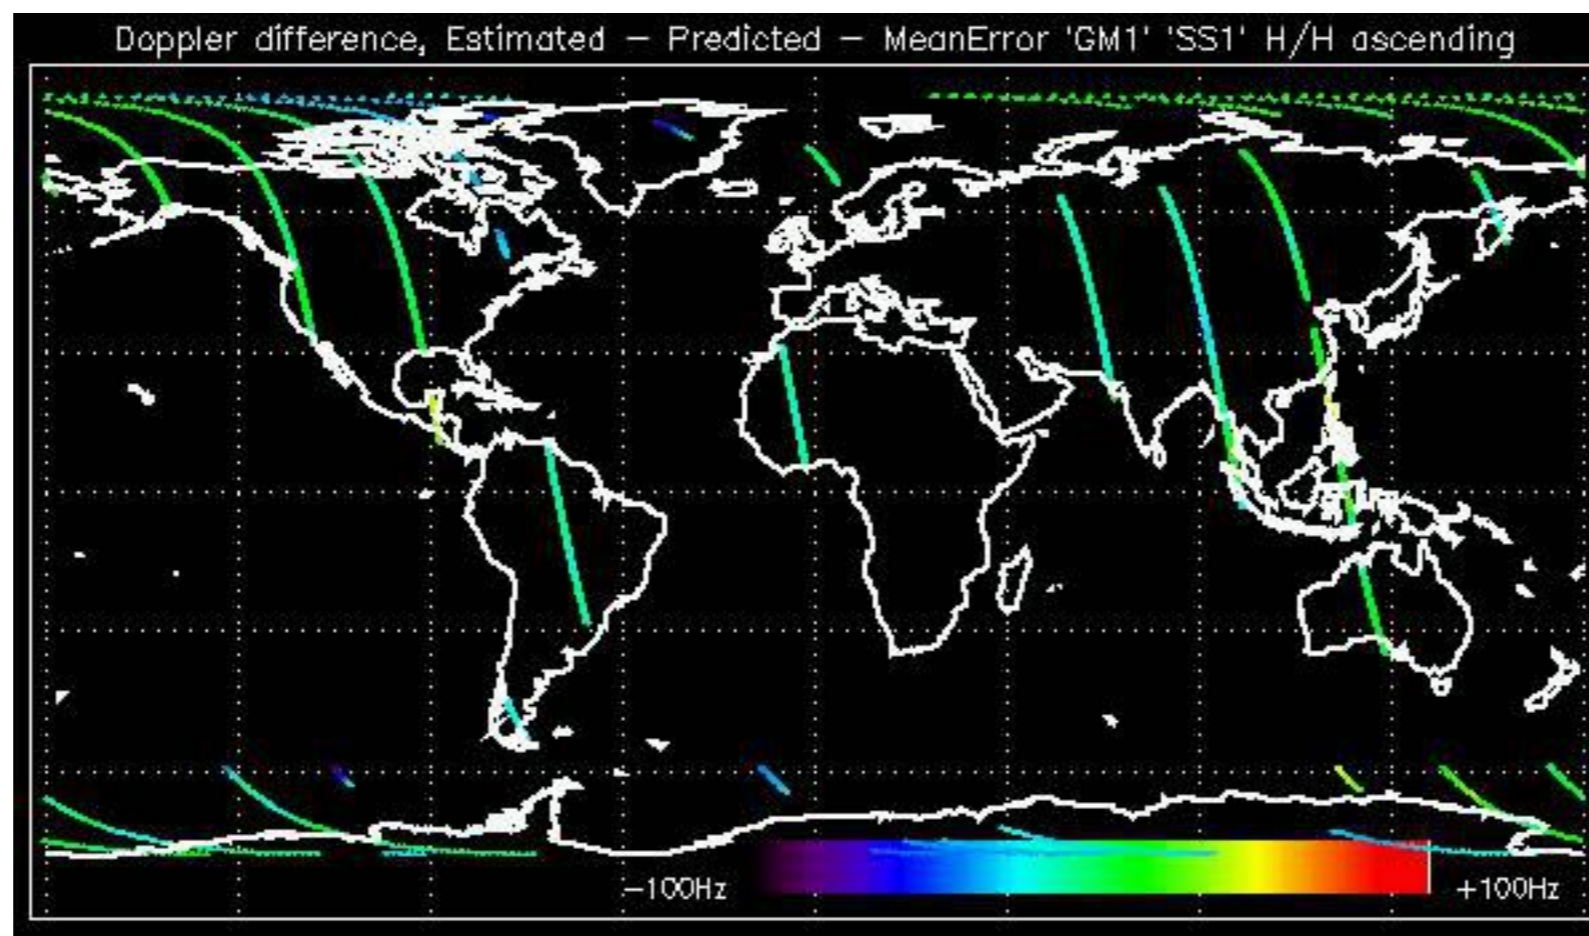 Doppler difference, Estimated – Predicted – MeanError 'GM1' 'SS1' H/H ascending
–100Hz
+100Hz